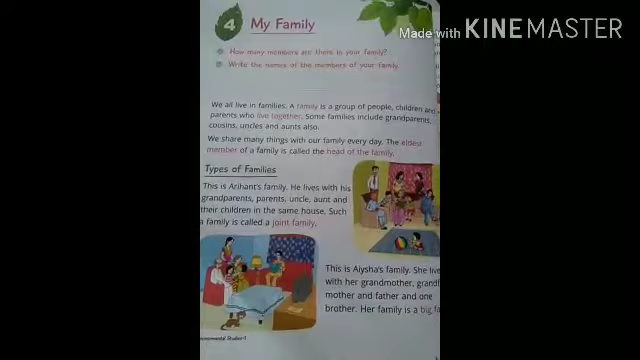 Made with KINEMASTER
4 My Family
How many members are there in your family?
Write the names of the members of your family.
We all live in families. A family is a group of people, children and
parents who live together. Some families include grandparents,
cousins, uncles and aunts also.
We share many things with our family every day. The eldest
member of a family is called the head of the family.
Types of Families
This is Arihant's family. He lives with his
grandparents, parents, uncle, aunt and
their children in the same house. Such
a family is called a joint family.
This is Aiysha's family. She live
with her grandmother, grand
mother and father and one
brother. Her family is a big fa
ironmental Studies-1